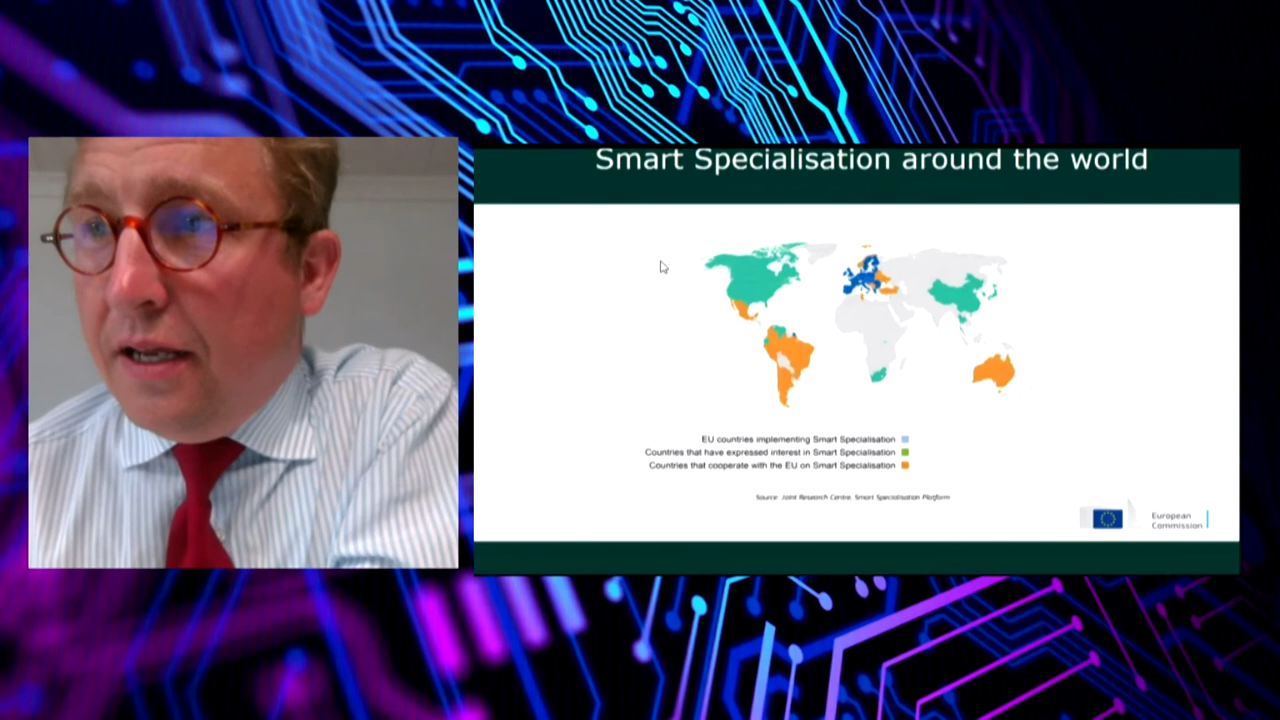 Smart Specialisation around the world
EU countries implementing Smart Specialisation
Countries that have expressed interest in Smart Specialisation
Countries that cooperate with the EU on Smart Specialisation
Source: Joint Research Centre. Smart Specialisation Platform
European
Commission